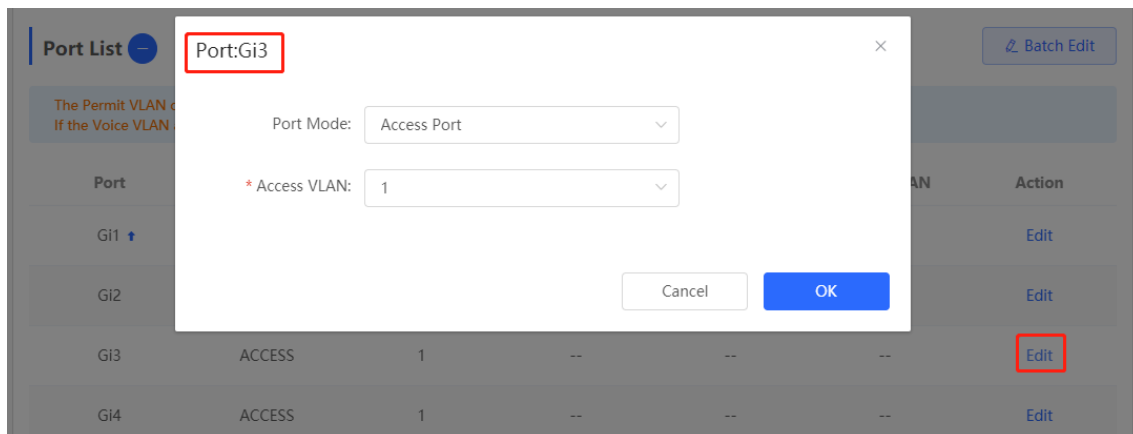 Port List
Port:Gi3
Batch Edit
The Permit VLAN
If the Voice VLAN
Port Mode: Access Port
* Access VLAN: 1
Port Action
Gi1 Edit
Cancel OK
Gi2 Edit
Gi3 ACCESS 1 -- -- -- Edit
Gi4 ACCESS 1 -- -- -- Edit